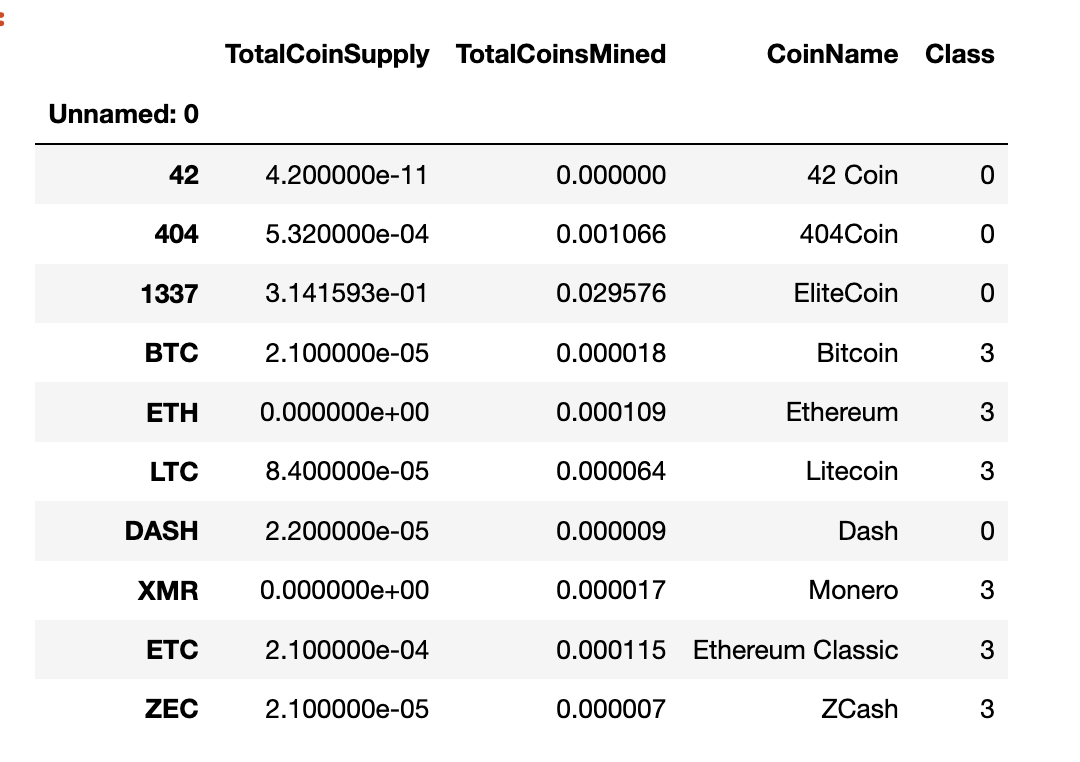 TotalCoinSupply TotalCoinsMined CoinName Class
Unnamed: 0
42 4.200000e-11 0.000000 42 Coin 0
404 5.320000e-04 0.001066 404Coin 0
1337 3.141593e-01 0.029576 EliteCoin 0
BTC 2.100000e-05 0.000018 Bitcoin 3
ETH 0.000000e+00 0.000109 Ethereum 3
LTC 8.400000e-05 0.000064 Litecoin 3
DASH 2.200000e-05 0.000009 Dash 0
XMR 0.000000e+00 0.000017 Monero 3
ETC 2.100000e-04 0.000115 Ethereum Classic 3
ZEC 2.100000e-05 0.000007 ZCash 3